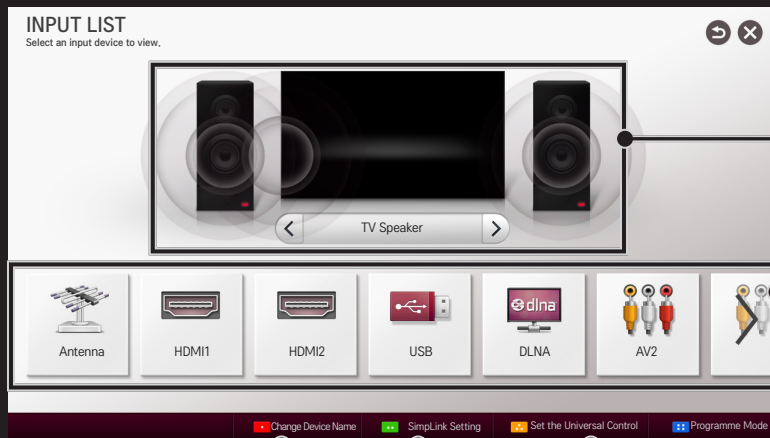 INPUT LIST
Select an input device to view.
TV Speaker
dlna
Antenna
HDMI1
HDMI2
USB
DLNA
AV2
Change Device Name
SimpLink Setting
Set the Universal Control
Programme Mode